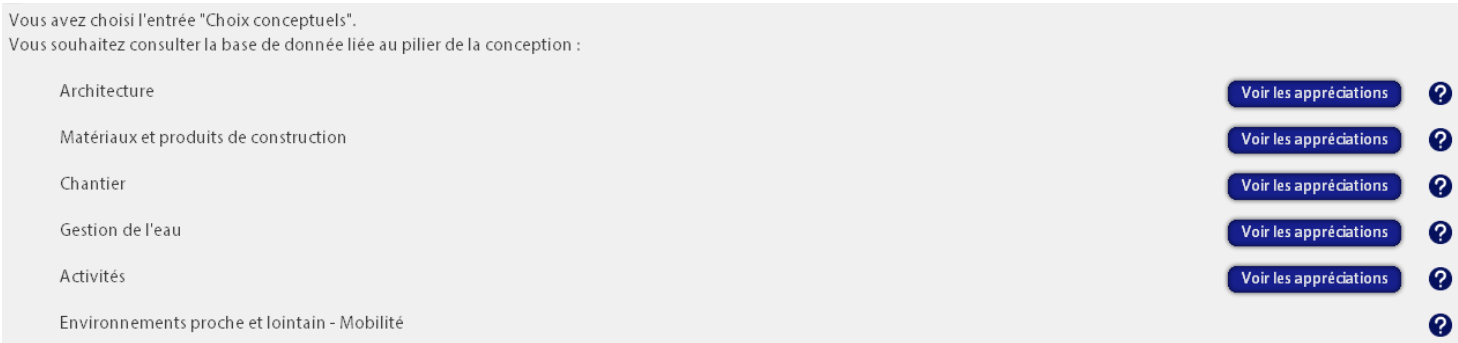 Vous avez choisi l'entrée "Choix conceptuels".
Vous souhaitez consulter la base de donnée liée au pilier de la conception :
Architecture Voir les appréciations ?
Matériaux et produits de construction Voir les appréciations ?
Chantier Voir les appréciations ?
Gestion de l'eau Voir les appréciations ?
Activités Voir les appréciations ?
Environnements proche et lointain - Mobilité ?